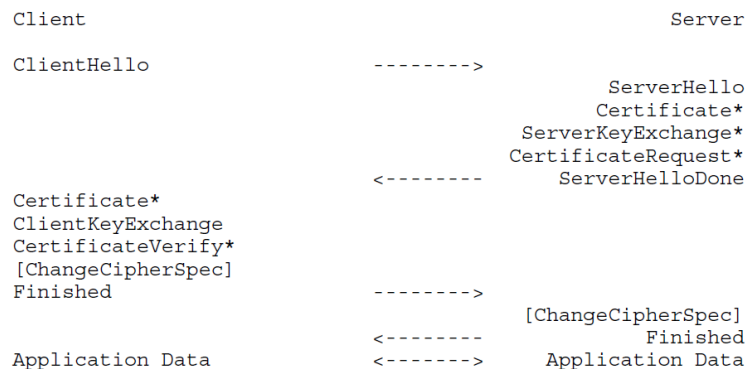 Client Server
ClientHello -------->
ServerHello
Certificate*
ServerKeyExchange*
CertificateRequest*
<-------- ServerHelloDone
Certificate*
ClientKeyExchange
CertificateVerify*
[ChangeCipherSpec]
Finished -------->
[ChangeCipherSpec]
<-------- Finished
Application Data <-------> Application Data